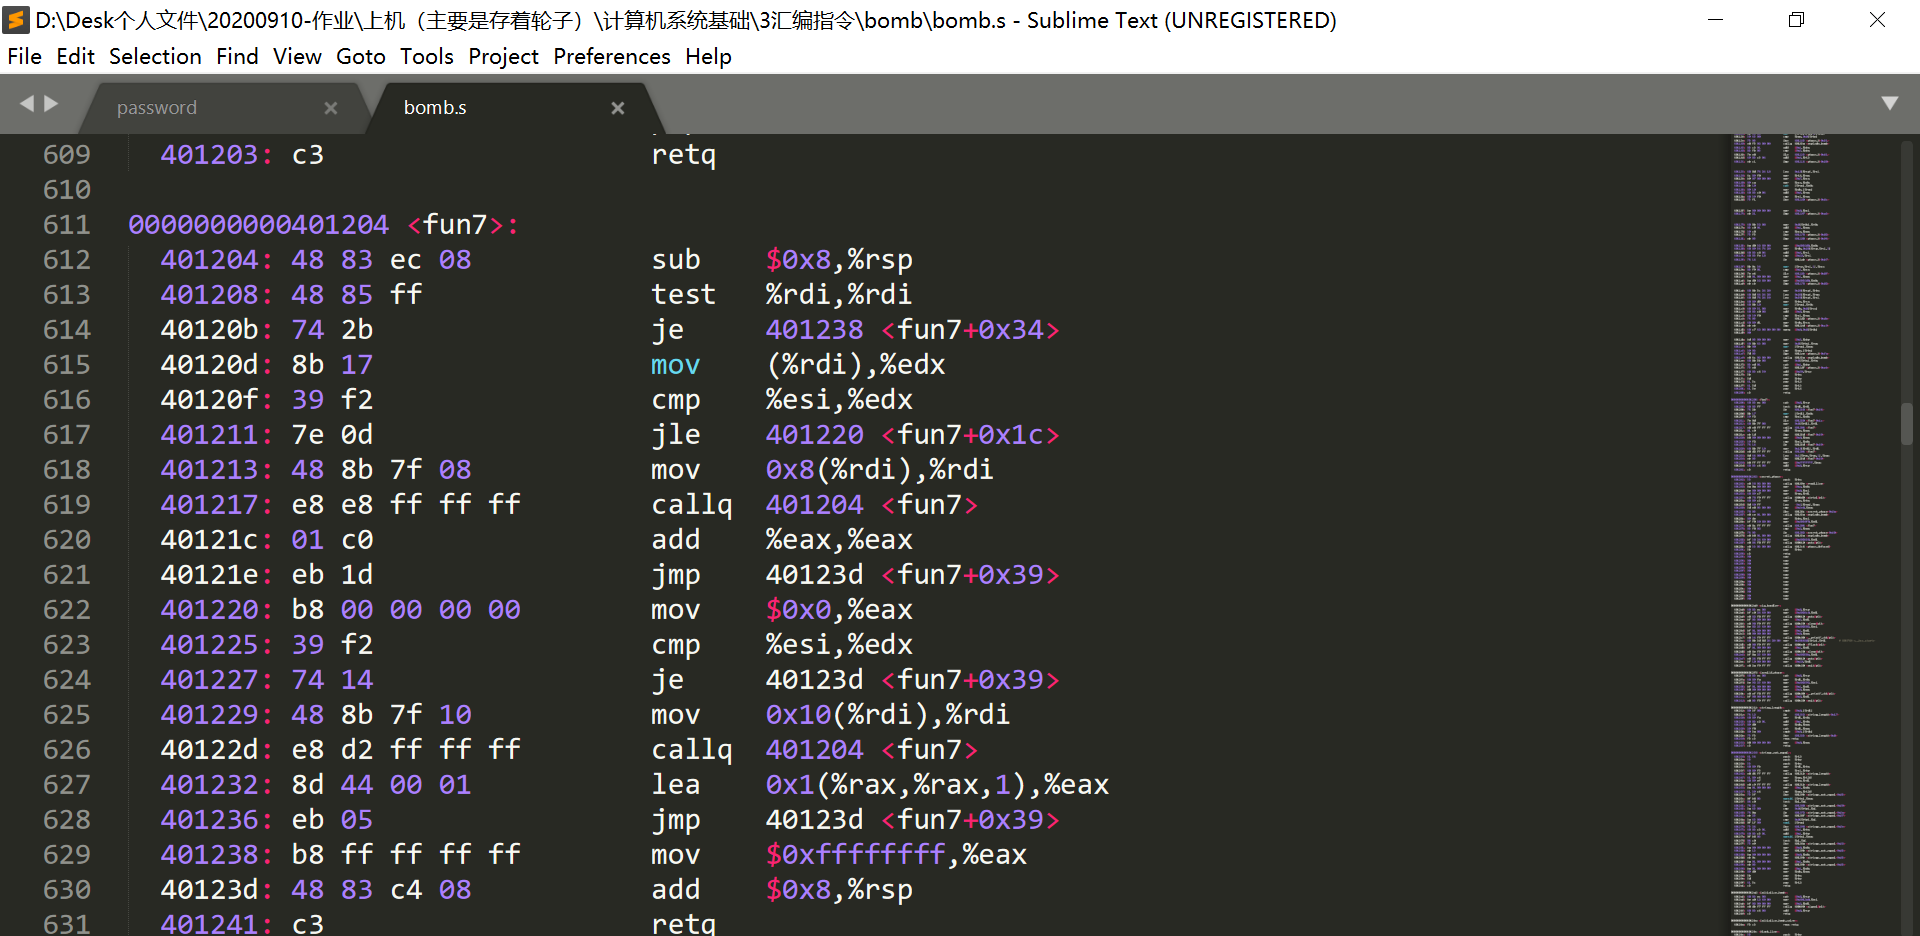 D:\Desk个人文件\20200910-作业\上机（主要是存着轮子）\计算机系统基础\3汇编指令\bomb\bomb.s - Sublime Text (UNREGISTERED)
File Edit Selection Find View Goto Tools Project Preferences Help
password × bomb.s ×
609 401203: c3 retq
610
611 0000000000401204 <fun7>:
612 401204: 48 83 ec 08 sub $0x8,%rsp
613 401208: 48 85 ff test %rdi,%rdi
614 40120b: 74 2b je 401238 <fun7+0x34>
615 40120d: 8b 17 mov (%rdi),%edx
616 40120f: 39 f2 cmp %esi,%edx
617 401211: 7e 0d jle 401220 <fun7+0x1c>
618 401213: 48 8b 7f 08 mov 0x8(%rdi),%rdi
619 401217: e8 e8 ff ff ff callq 401204 <fun7>
620 40121c: 01 c0 add %eax,%eax
621 40121e: eb 1d jmp 40123d <fun7+0x39>
622 401220: b8 00 00 00 00 mov $0x0,%eax
623 401225: 39 f2 cmp %esi,%edx
624 401227: 74 14 je 40123d <fun7+0x39>
625 401229: 48 8b 7f 10 mov 0x10(%rdi),%rdi
626 40122d: e8 d2 ff ff ff callq 401204 <fun7>
627 401232: 8d 44 00 01 lea 0x1(%rax,%rax,1),%eax
628 401236: eb 05 jmp 40123d <fun7+0x39>
629 401238: b8 ff ff ff ff mov $0xffffffff,%eax
630 40123d: 48 83 c4 08 add $0x8,%rsp
631 401241: c3 retq